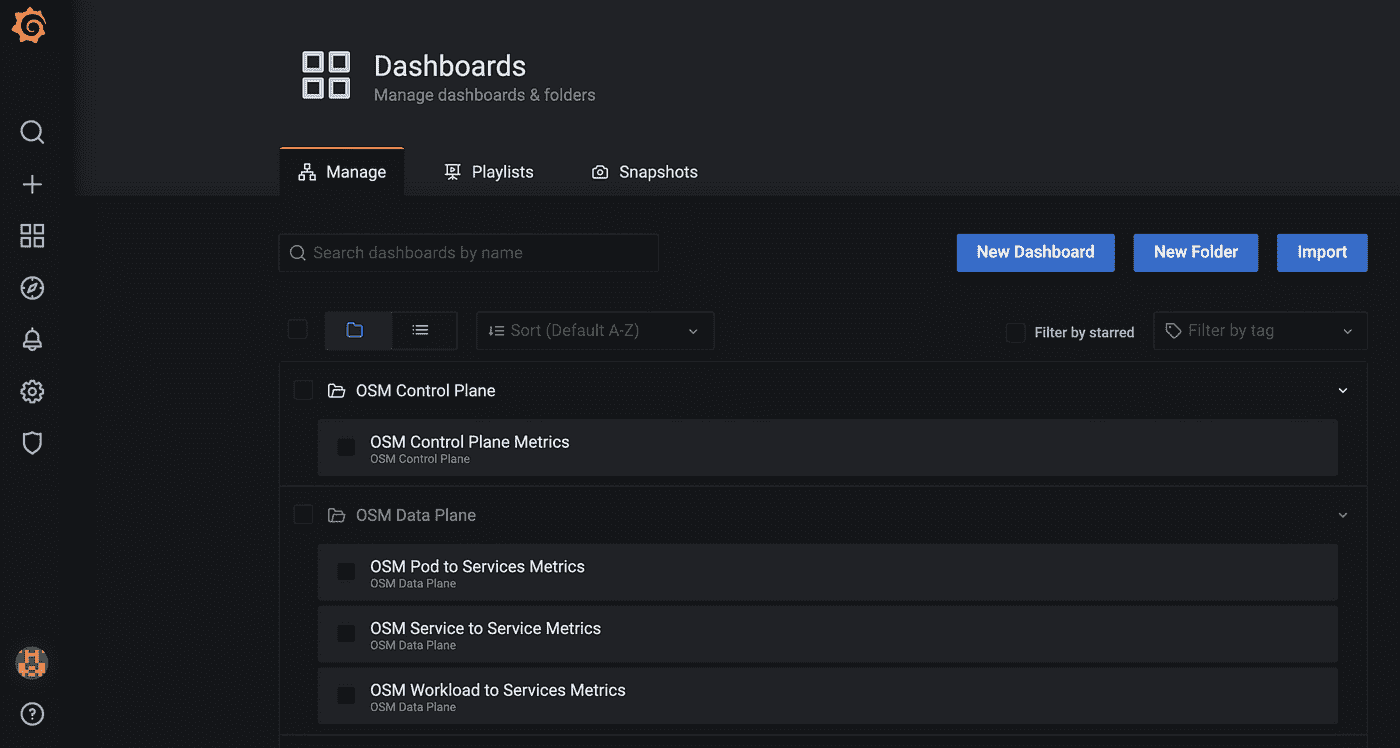 Dashboards
Manage dashboards & folders
Manage
Playlists
Snapshots
Search dashboards by name
New Dashboard
New Folder
Import
Sort (Default A-Z)
Filter by starred
Filter by tag
OSM Control Plane
OSM Control Plane Metrics
OSM Control Plane
OSM Data Plane
OSM Pod to Services Metrics
OSM Data Plane
OSM Service to Service Metrics
OSM Data Plane
OSM Workload to Services Metrics
OSM Data Plane